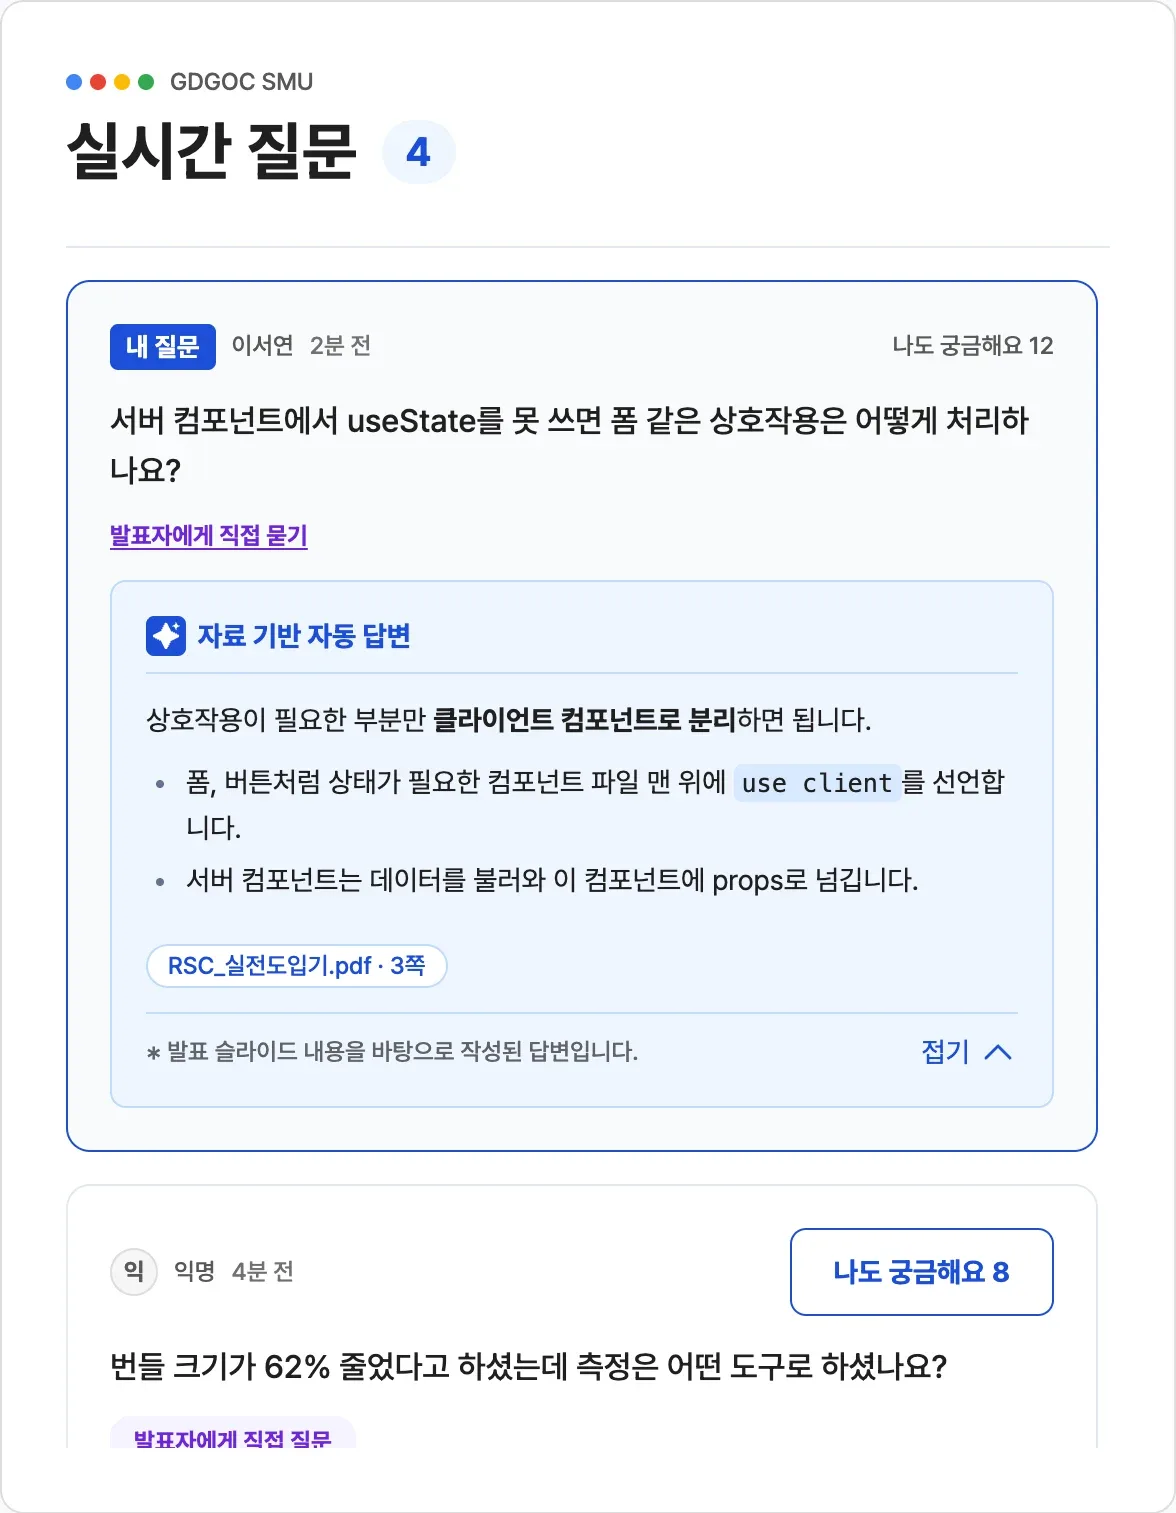 GDGOC SMU
실시간 질문 4
내 질문 이서연 2분 전 나도 궁금해요 12
서버 컴포넌트에서 useState를 못 쓰면 폼 같은 상호작용은 어떻게 처리하
나요?
발표자에게 직접 묻기
자료 기반 자동 답변
상호작용이 필요한 부분만 클라이언트 컴포넌트로 분리하면 됩니다.
• 폼, 버튼처럼 상태가 필요한 컴포넌트 파일 맨 위에 use client를 선언합
니다.
• 서버 컴포넌트는 데이터를 불러와 이 컴포넌트에 props로 넘깁니다.
RSC_실전도입기.pdf · 3쪽
* 발표 슬라이드 내용을 바탕으로 작성된 답변입니다. 접기
익 익명 4분 전 나도 궁금해요 8
번들 크기가 62% 줄었다고 하셨는데 측정은 어떤 도구로 하셨나요?
발표자에게 직접 질문